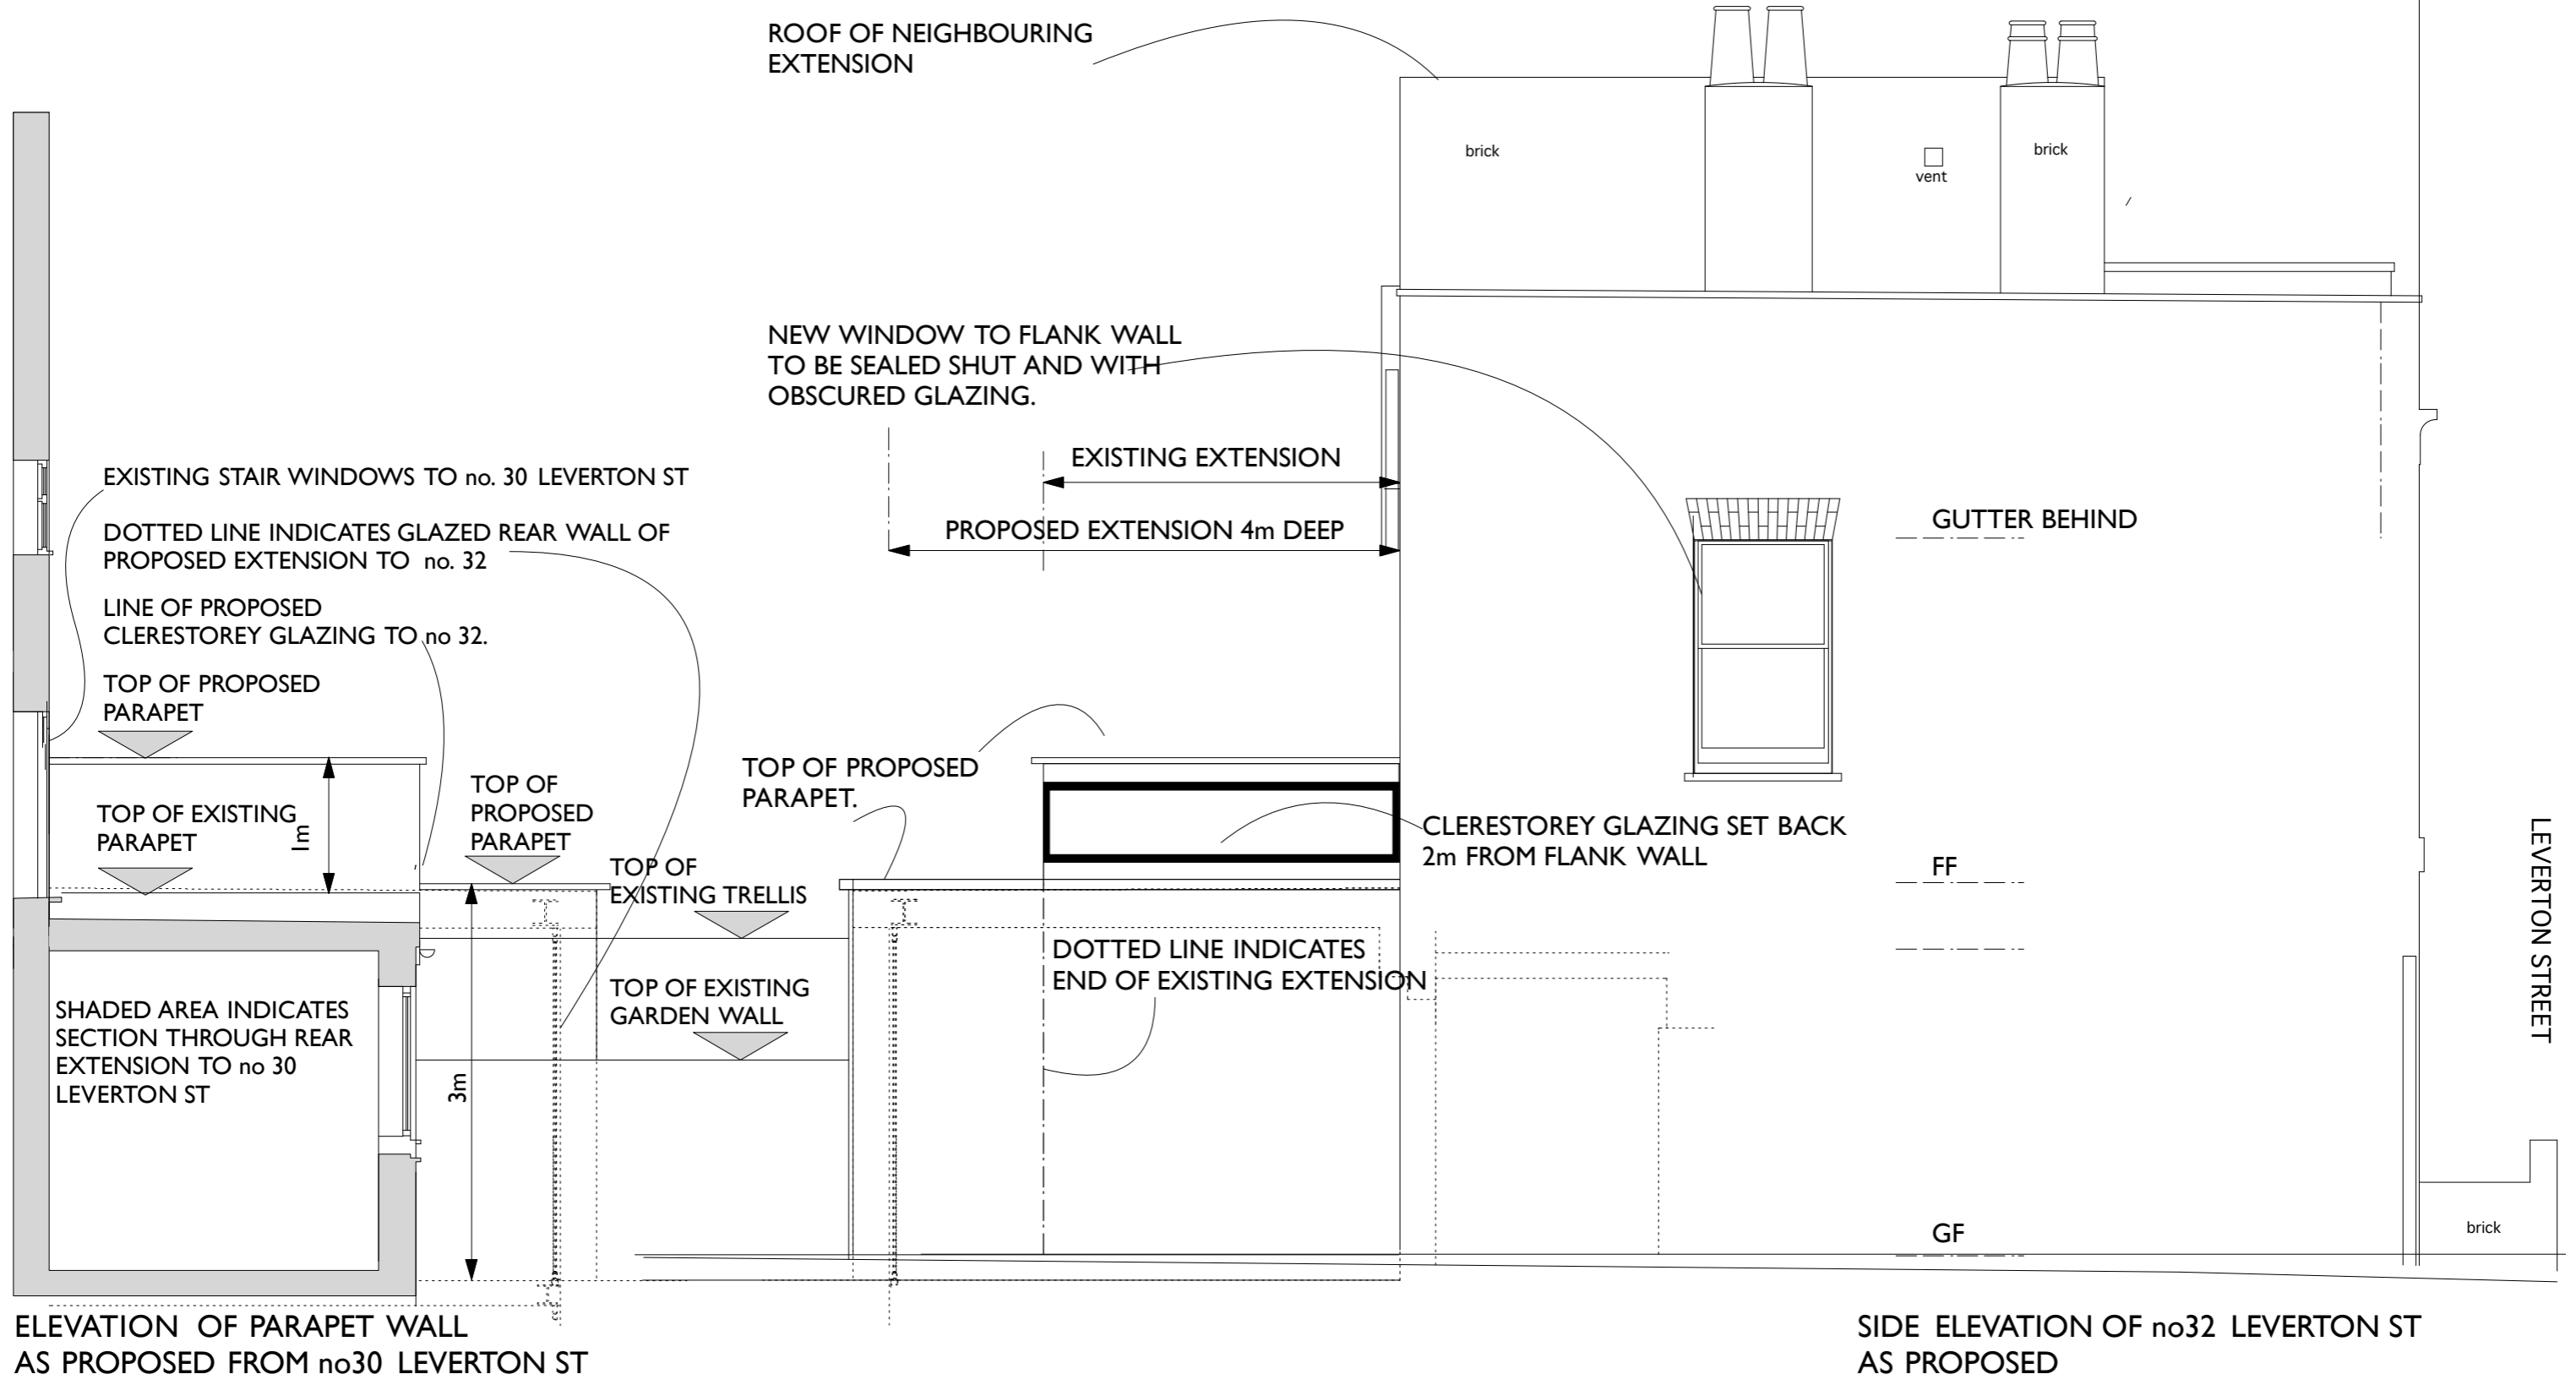 ROOF OF NEIGHBOURING
EXTENSION
brick
vent
brick
NEW WINDOW TO FLANK WALL
TO BE SEALED SHUT AND WITH
OBSCURED GLAZING.
EXISTING EXTENSION
PROPOSED EXTENSION 4m DEEP
GUTTER BEHIND
EXISTING STAIR WINDOWS TO no. 30 LEVERTON ST
DOTTED LINE INDICATES GLAZED REAR WALL OF
PROPOSED EXTENSION TO no. 32
LINE OF PROPOSED
CLERESTOREY GLAZING TO no 32.
TOP OF PROPOSED
PARAPET
TOP OF EXISTING
PARAPET
1m
TOP OF
PROPOSED
PARAPET
TOP OF
EXISTING TRELLIS
TOP OF PROPOSED
PARAPET.
CLERESTOREY GLAZING SET BACK
2m FROM FLANK WALL
FF
LEVERTON STREET
DOTTED LINE INDICATES
END OF EXISTING EXTENSION
TOP OF EXISTING
GARDEN WALL
SHADED AREA INDICATES
SECTION THROUGH REAR
EXTENSION TO no 30
LEVERTON ST
3m
GF
brick
ELEVATION OF PARAPET WALL
AS PROPOSED FROM no30 LEVERTON ST
SIDE ELEVATION OF no32 LEVERTON ST
AS PROPOSED